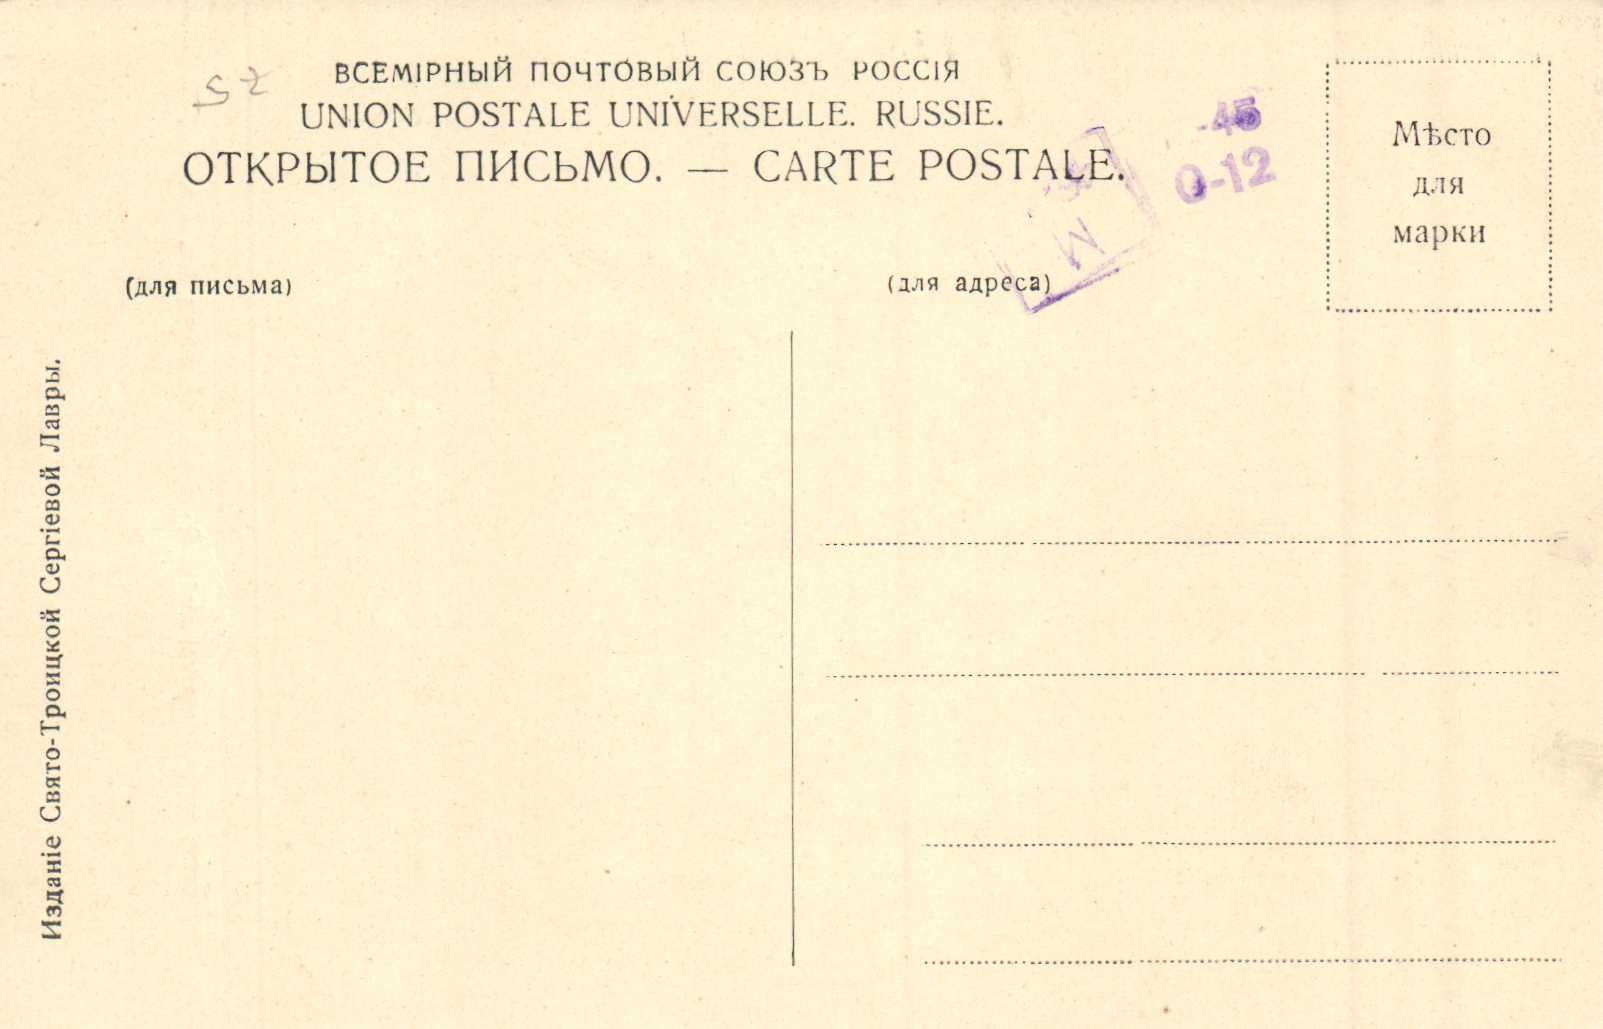 ВСЕМІРНЫЙ ПОЧТОВЫЙ СОЮЗЪ РОССІЯ
UNION POSTALE UNIVERSELLE. RUSSIE.
ОТКРЫТОЕ ПИСЬМО. — CARTE POSTALE.
-45
0-12
М
Мѣсто
для
марки
(для письма)
(для адреса)
Изданіе Свято-Троицкой Сергіевой Лавры.